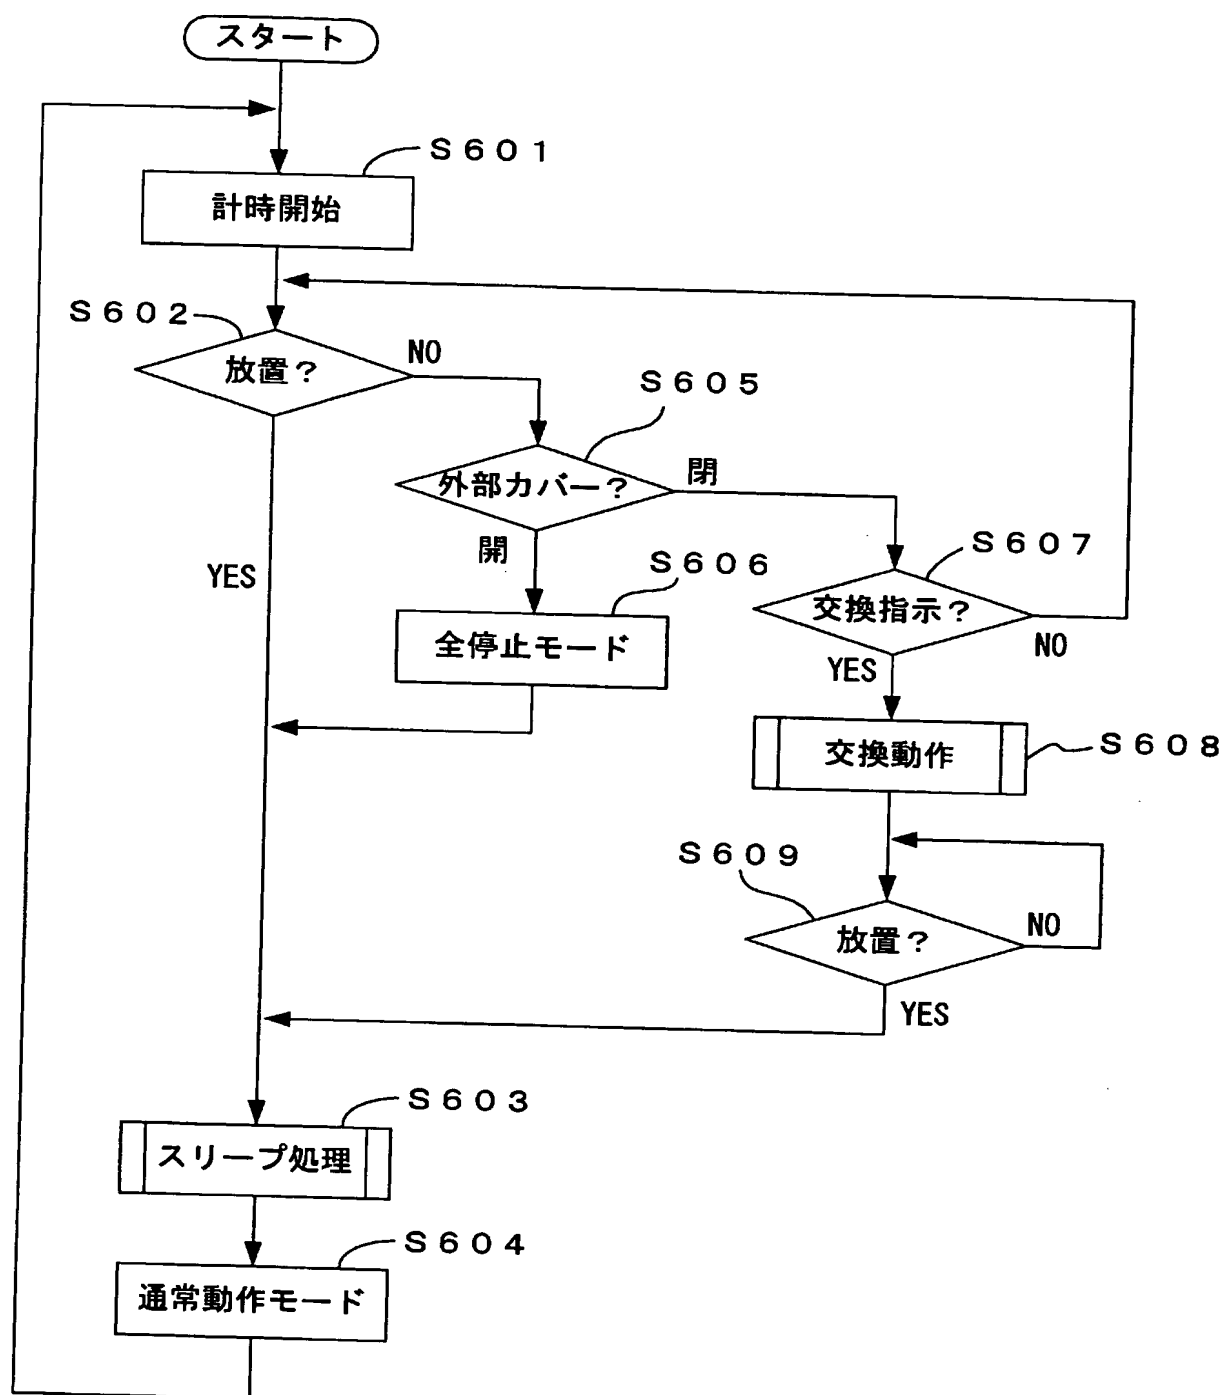 スタート
S601
計時開始
S602
放置?
NO
S605
外部カバー?
閉
開
YES
S606
全停止モード
S607
交換指示?
NO
YES
S608
交換動作
S609
放置?
NO
YES
S603
スリープ処理
S604
通常動作モード